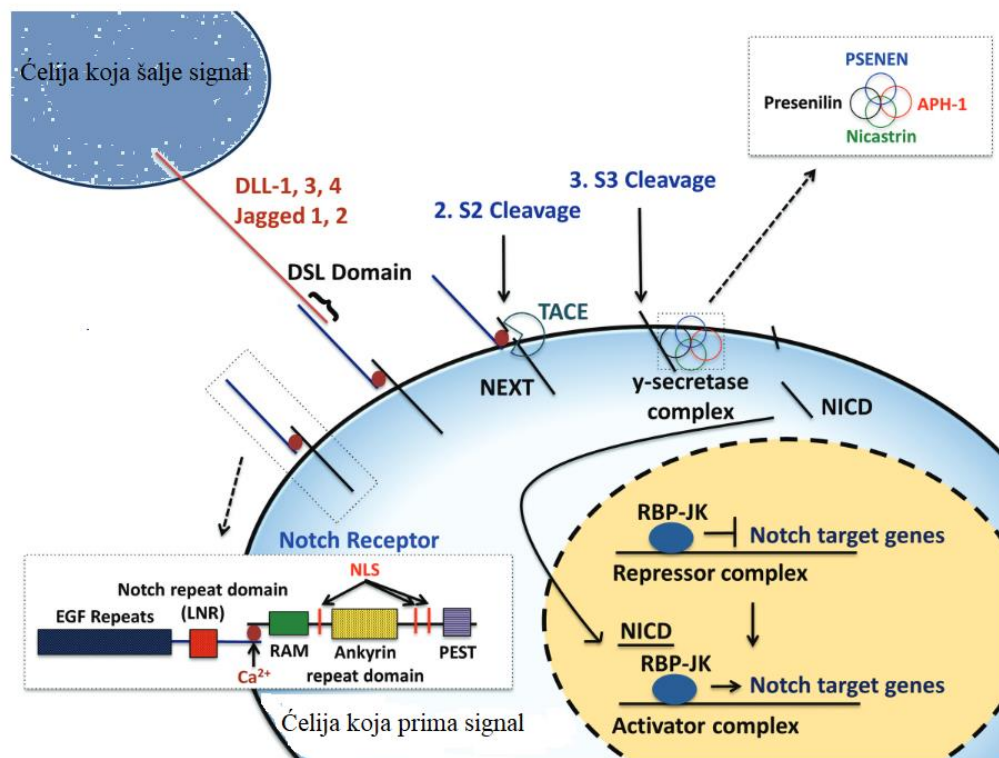 Ćelija koja šalje signal
PSENEN
Presenilin
APH-1
Nicastrin
DLL-1, 3, 4
Jagged 1, 2
DSL Domain
2. S2 Cleavage
3. S3 Cleavage
TACE
NEXT
y-secretase
complex
NICD
Notch Receptor
NLS
Notch repeat domain
(LNR)
EGF Repeats
RAM
Ankyrin
repeat domain
PEST
Ca²⁺
Ćelija koja prima signal
RBP-JK
Notch target genes
Repressor complex
NICD
RBP-JK
Notch target genes
Activator complex